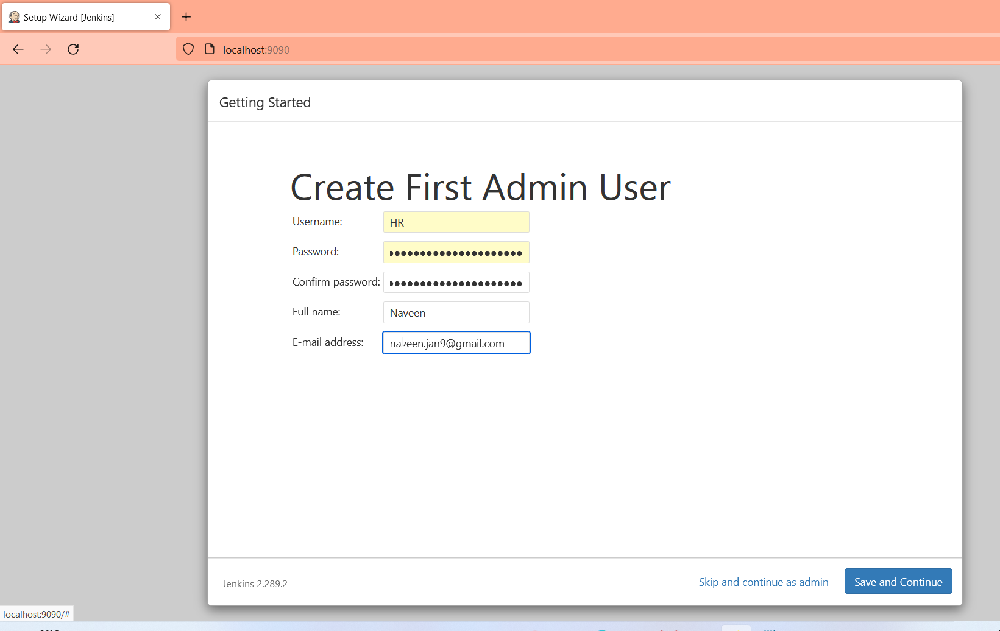 Setup Wizard [Jenkins]
localhost:9090
Getting Started
Create First Admin User
Username: HR
Password: ●●●●●●●●●●●●●●●●●●●●●
Confirm password: ●●●●●●●●●●●●●●●●●●●●●
Full name: Naveen
E-mail address: naveen.jan9@gmail.com
Jenkins 2.289.2
Skip and continue as admin
Save and Continue
localhost:9090/#